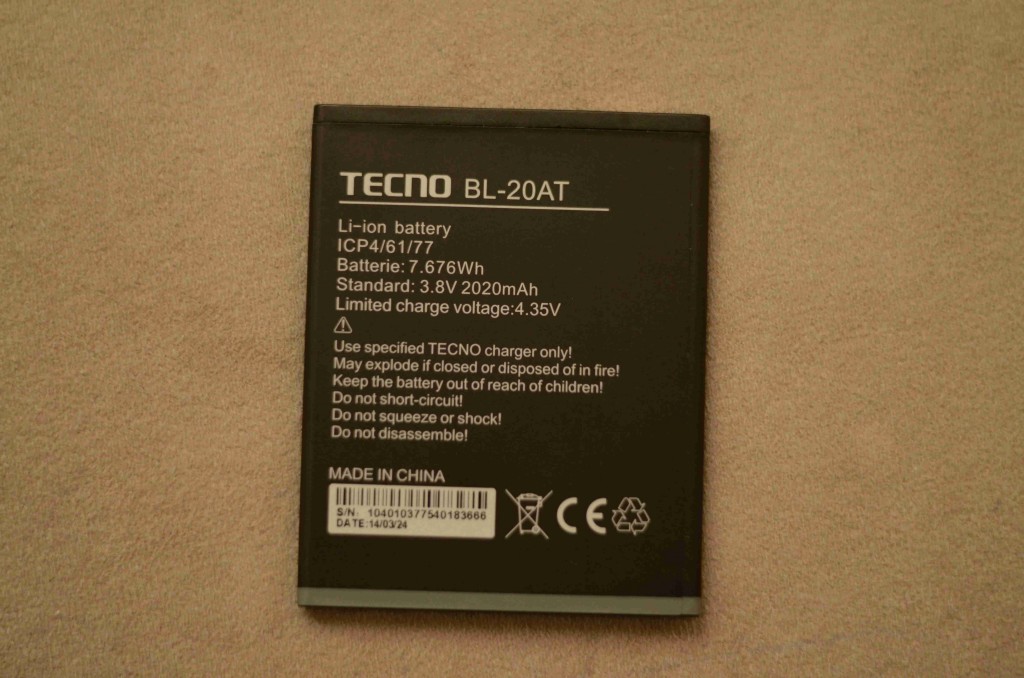 TECNO BL-20AT
Li-ion battery
ICP4/61/77
Batterie: 7.676Wh
Standard: 3.8V 2020mAh
Limited charge voltage:4.35V
Use specified TECNO charger only!
May explode if closed or disposed of in fire!
Keep the battery out of reach of children!
Do not short-circuit!
Do not squeeze or shock!
Do not disassemble!
MADE IN CHINA
S/N: 104010377540183666
DATE:14/03/24
CE